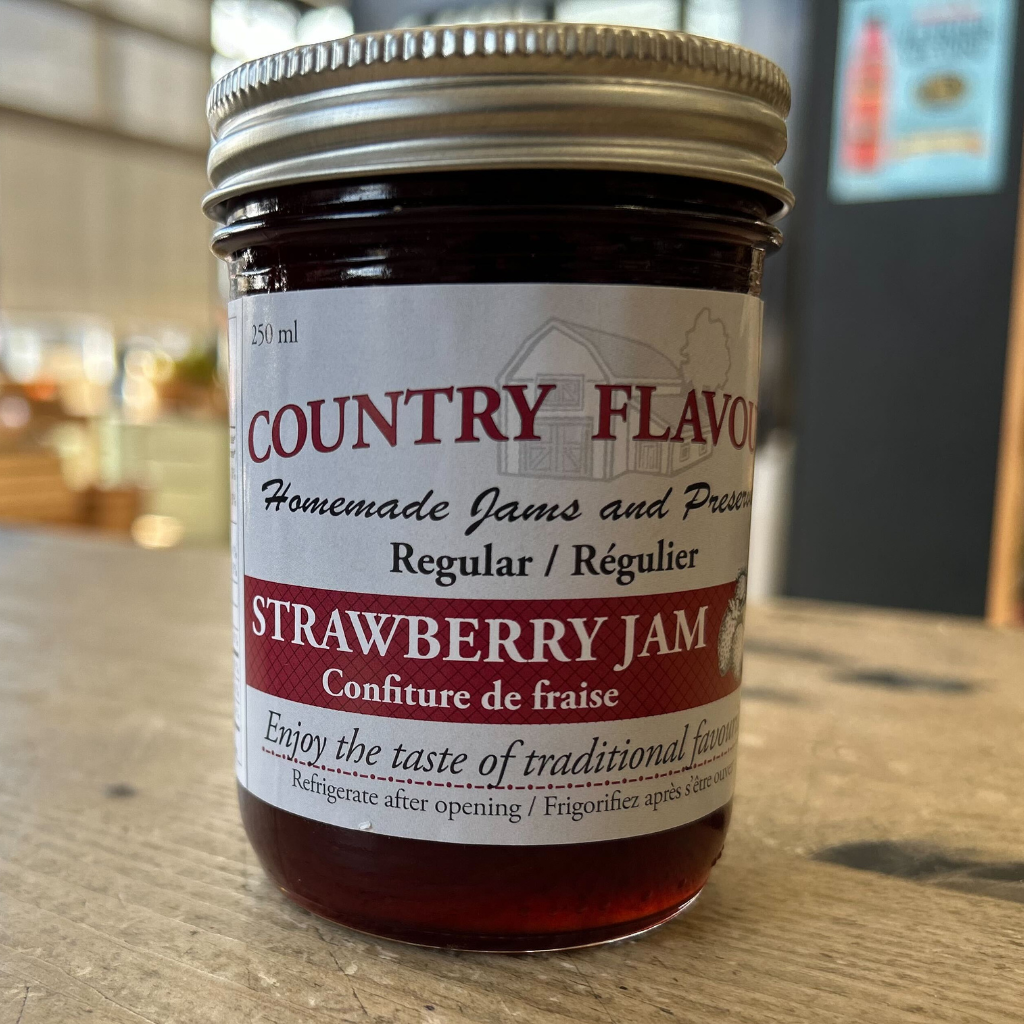 250 ml
COUNTRY FLAVOU
Homemade Jams and Preser
Regular / Régulier
STRAWBERRY JAM
Confiture de fraise
Enjoy the taste of traditional favour
Refrigerate after opening / Frigorifiez après s'être ouver